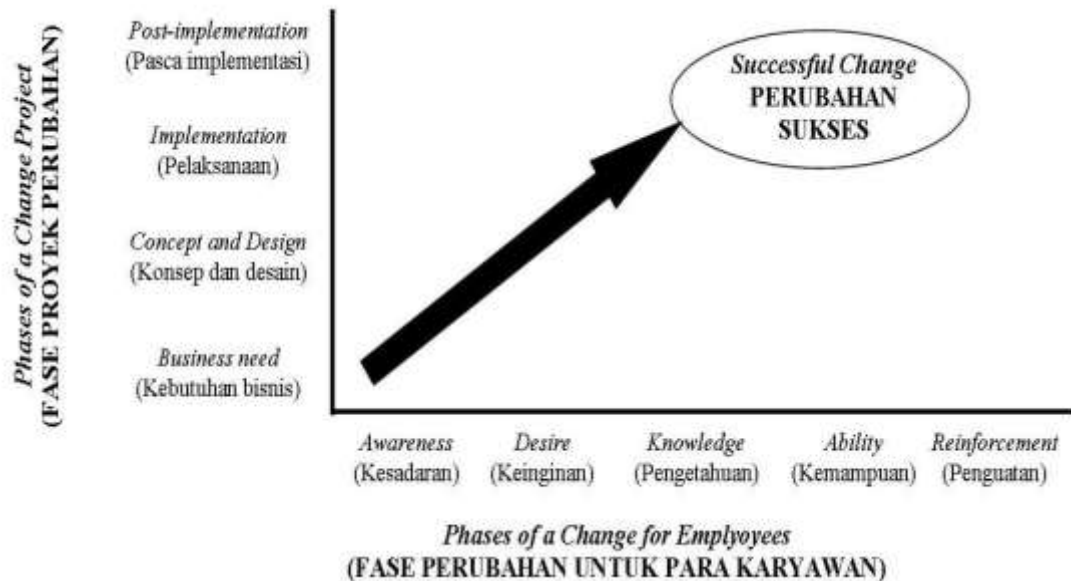 Phases of a Change Project
(FASE PROYEK PERUBAHAN)
Post-implementation
(Pasca implementasi)
Implementation
(Pelaksanaan)
Concept and Design
(Konsep dan desain)
Business need
(Kebutuhan bisnis)
Successful Change
PERUBAHAN
SUKSES
Awareness
(Kesadaran)
Desire
(Keinginan)
Knowledge
(Pengetahuan)
Ability
(Kemampuan)
Reinforcement
(Penguatan)
Phases of a Change for Emplyoyees
(FASE PERUBAHAN UNTUK PARA KARYAWAN)